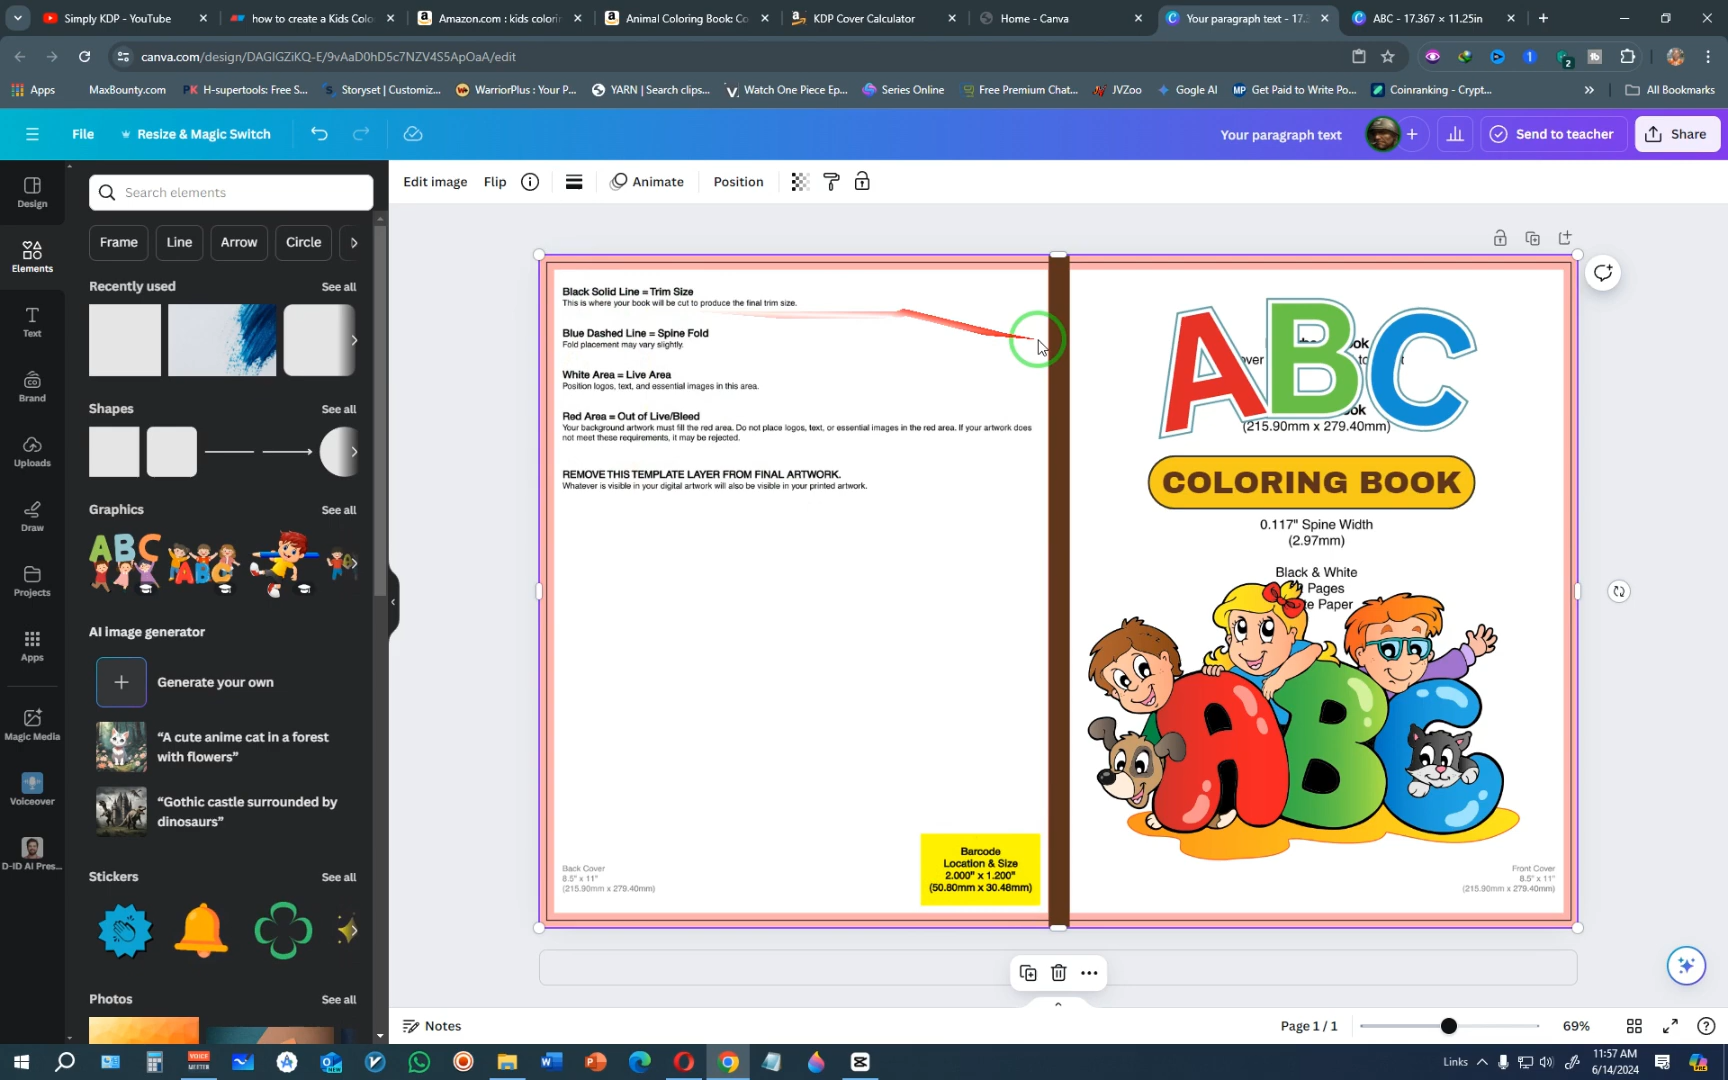 Simply KDP - YouTube
how to create a Kids Colo
Amazon.com : kids colorin
Animal Coloring Book: Co
KDP Cover Calculator
Home - Canva
Your paragraph text - 17.3
ABC - 17.367 × 11.25in
canva.com/design/DAGIGZiKQ-E/9vAaD0hD5c7NZV4S5ApOaA/edit
Apps
MaxBounty.com
H-supertools: Free S...
Storyset | Customiz...
WarriorPlus : Your P...
YARN | Search clips...
Watch One Piece Ep...
Series Online
Free Premium Chat...
JVZoo
Gogle AI
Get Paid to Write Po...
Coinranking - Crypt...
All Bookmarks
File
Resize & Magic Switch
Your paragraph text
Send to teacher
Share
Design
Elements
Text
Brand
Uploads
Draw
Projects
Apps
Magic Media
Voiceover
D-ID AI Pres...
Search elements
Frame
Line
Arrow
Circle
Recently used
See all
Shapes
See all
Graphics
See all
AI image generator
Generate your own
“A cute anime cat in a forest
with flowers”
“Gothic castle surrounded by
dinosaurs”
Stickers
See all
Photos
See all
Edit image
Flip
Animate
Position
Black Solid Line = Trim Size
This is where your book will be cut to produce the final trim size.
Blue Dashed Line = Spine Fold
Fold placement may vary slightly.
White Area = Live Area
Position logos, text, and essential images in this area.
Red Area = Out of Live/Bleed
Your background artwork must fill the red area. Do not place logos, text, or essential images in the red area. If your artwork does
not meet these requirements, it may be rejected.
REMOVE THIS TEMPLATE LAYER FROM FINAL ARTWORK.
Whatever is visible in your digital artwork will also be visible in your printed artwork.
Back Cover
8.5" x 11"
(215.90mm x 279.40mm)
Barcode
Location & Size
2.000" x 1.200"
(50.80mm x 30.48mm)
ABC
(215.90mm x 279.40mm)
COLORING BOOK
0.117" Spine Width
(2.97mm)
Black & White
Pages
Paper
ABC
Front Cover
8.5" x 11"
(215.90mm x 279.40mm)
Notes
Page 1 / 1
69%
Links
11:57 AM
6/14/2024